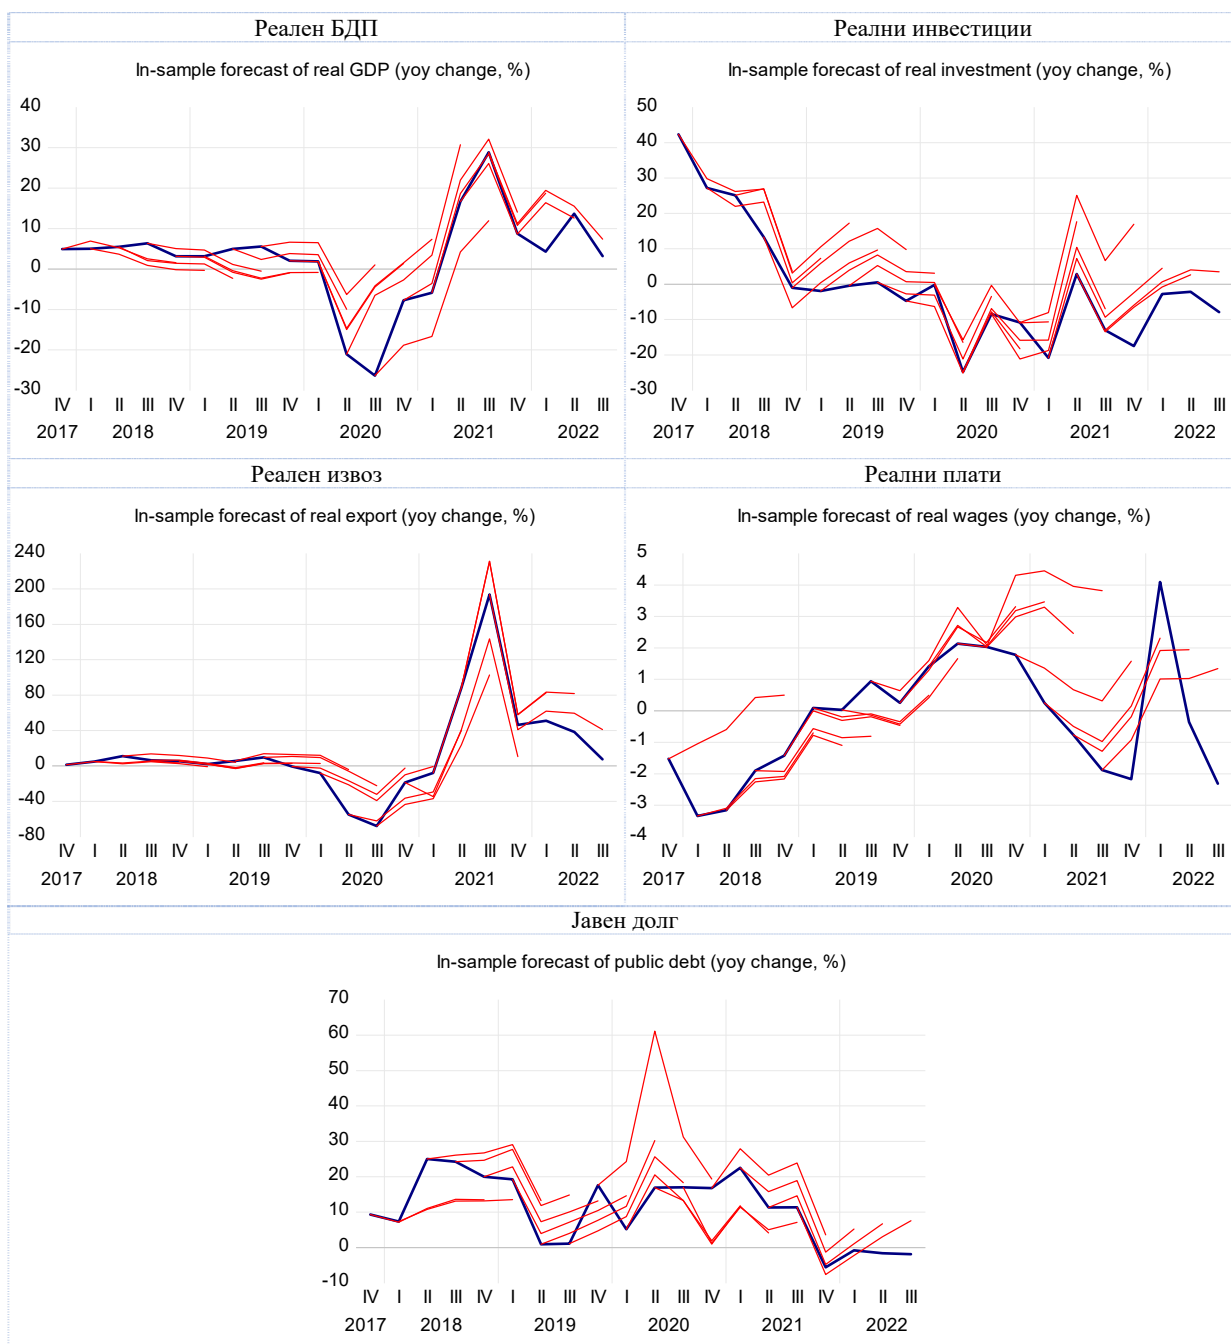 Реален БДП
Реални инвестиции
In-sample forecast of real GDP (yoy change, %)
In-sample forecast of real investment (yoy change, %)
40
30
20
10
0
-10
-20
-30
IV I II III IV I II III IV I II III IV I II III IV I II III
2017 2018 2019 2020 2021 2022
50
40
30
20
10
0
-10
-20
-30
IV I II III IV I II III IV I II III IV I II III IV I II III
2017 2018 2019 2020 2021 2022
Реален извоз
Реални плати
In-sample forecast of real export (yoy change, %)
In-sample forecast of real wages (yoy change, %)
240
200
160
120
80
40
0
-40
-80
IV I II III IV I II III IV I II III IV I II III IV I II III
2017 2018 2019 2020 2021 2022
5
4
3
2
1
0
-1
-2
-3
-4
IV I II III IV I II III IV I II III IV I II III IV I II III
2017 2018 2019 2020 2021 2022
Јавен долг
In-sample forecast of public debt (yoy change, %)
70
60
50
40
30
20
10
0
-10
IV I II III IV I II III IV I II III IV I II III IV I II III
2017 2018 2019 2020 2021 2022